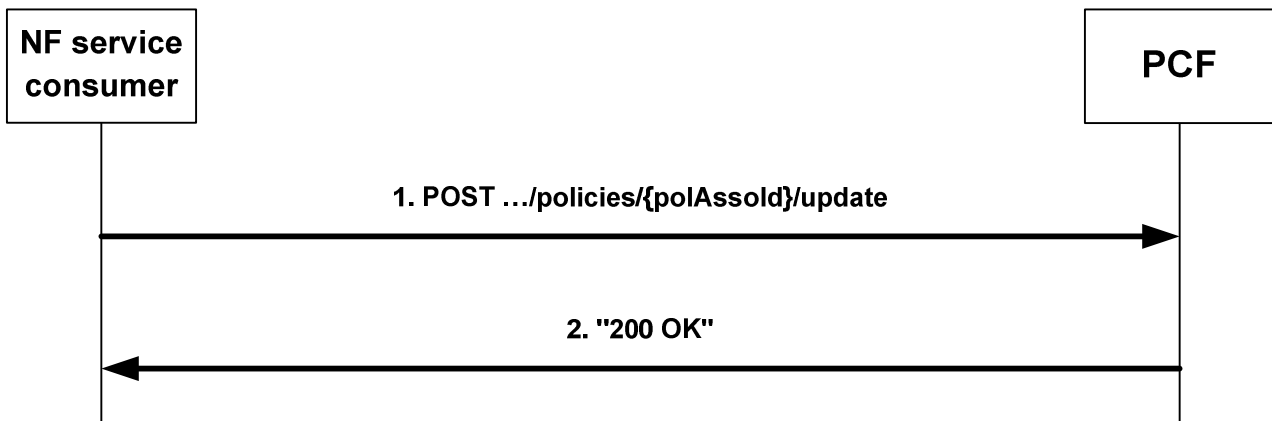 NF service
consumer
PCF
1. POST .../policies/{polAssoId}/update
2. "200 OK"